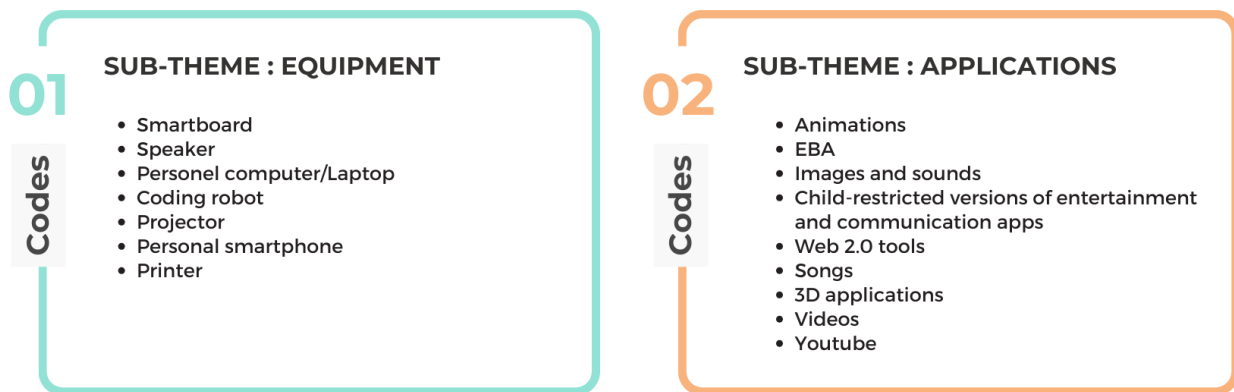 01
SUB-THEME : EQUIPMENT
Codes
• Smartboard
• Speaker
• Personel computer/Laptop
• Coding robot
• Projector
• Personal smartphone
• Printer
02
SUB-THEME : APPLICATIONS
Codes
• Animations
• EBA
• Images and sounds
• Child-restricted versions of entertainment
and communication apps
• Web 2.0 tools
• Songs
• 3D applications
• Videos
• Youtube